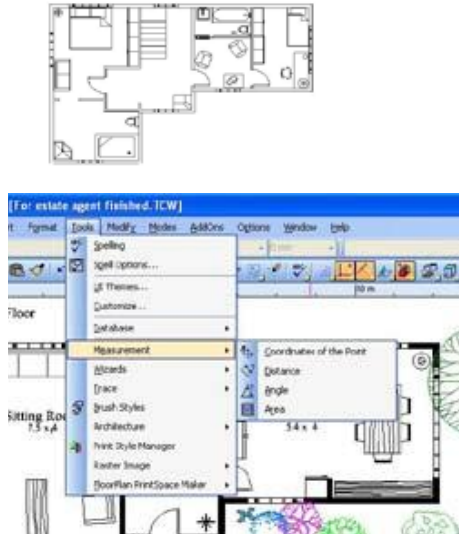 [For estate agent finished.TCW]
Format Tools Modify Modes AddOns Options Window Help
Spelling
Spell Options...
UI Themes...
10 m
Customize...
Floor
Database
Measurement
Coordinates of the Point
Wizards
Distance
Trace
Angle
Sitting Roo
Brush Styles
Area
7.5 x
Architecture
5.4 x 4
Print Style Manager
Raster Image
FloorPlan PrintSpace Maker